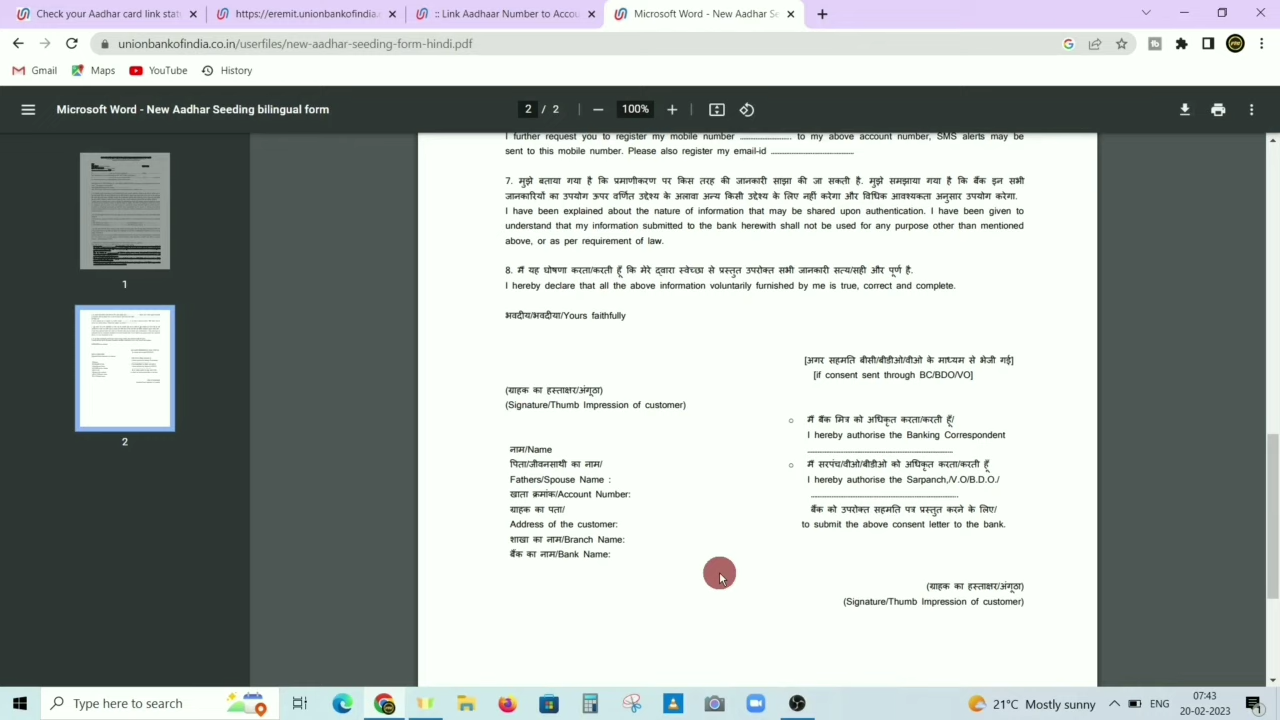 Aadhaar card link stat
eremit.unionbankofindia.co.in/u
:: Link Aadhaar Number to Accou
Microsoft Word - New Aadhar Se
unionbankofindia.co.in/userfiles/new-aadhar-seeding-form-hindi.pdf
Gmail Maps YouTube History
Microsoft Word - New Aadhar Seeding bilingual form
2 / 2
100%
1
2
I further request you to register my mobile number ........................ to my above account number, SMS alerts may be
sent to this mobile number. Please also register my email-id ........................................
7. मुझे बताया गया है कि प्रमाणीकरण पर किस तरह की जानकारी साझा की जा सकती है. मुझे समझाया गया है कि बैंक इन सभी
जानकारियों का उपयोग ऊपर वर्णित उद्देश्य के अलावा अन्य किसी उद्देश्य के लिए नहीं करेगा और विधिक आवश्यकता अनुसार उपयोग करेगा.
I have been explained about the nature of information that may be shared upon authentication. I have been given to
understand that my information submitted to the bank herewith shall not be used for any purpose other than mentioned
above, or as per requirement of law.
8. मैं यह घोषणा करता/करती हूँ कि मेरे द्वारा स्वेच्छा से प्रस्तुत उपरोक्त सभी जानकारी सत्य/सही और पूर्ण है.
I hereby declare that all the above information voluntarily furnished by me is true, correct and complete.
भवदीय/भवदीया/Yours faithfully
[अगर सहमति बीसी/बीडीओ/वीओ के माध्यम से भेजी गई]
[if consent sent through BC/BDO/VO]
(ग्राहक का हस्ताक्षर/अंगूठा)
(Signature/Thumb Impression of customer)
o मैं बैंक मित्र को अधिकृत करता/करती हूँ/
I hereby authorise the Banking Correspondent
........................................................
o मैं सरपंच/वीओ/बीडीओ को अधिकृत करता/करती हूँ
I hereby authorise the Sarpanch,/V.O/B.D.O./
........................................................
बैंक को उपरोक्त सहमति पत्र प्रस्तुत करने के लिए/
to submit the above consent letter to the bank.
नाम/Name
पिता/जीवनसाथी का नाम/
Fathers/Spouse Name :
खाता क्रमांक/Account Number:
ग्राहक का पता/
Address of the customer:
शाखा का नाम/Branch Name:
बैंक का नाम/Bank Name:
(ग्राहक का हस्ताक्षर/अंगूठा)
(Signature/Thumb Impression of customer)
Type here to search
21°C Mostly sunny
ENG
07:43
20-02-2023